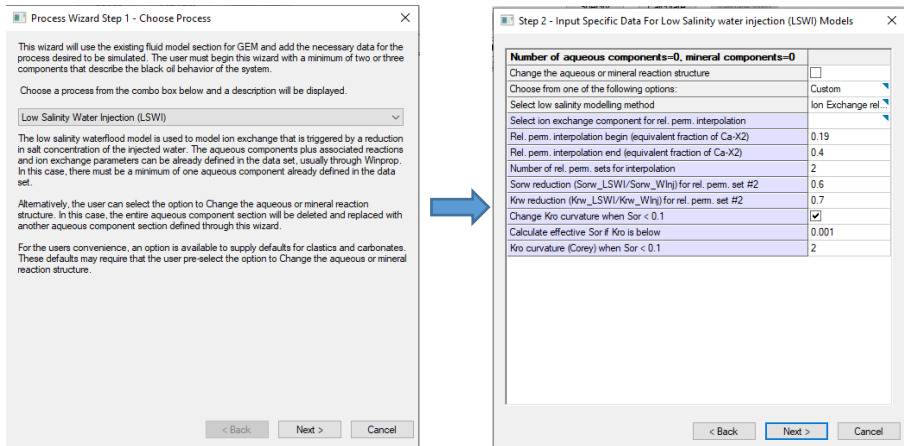 Process Wizard Step 1 - Choose Process
This wizard will use the existing fluid model section for GEM and add the necessary data for the
process desired to be simulated. The user must begin this wizard with a minimum of two or three
components that describe the black oil behavior of the system.
Choose a process from the combo box below and a description will be displayed.
Low Salinity Water Injection (LSWI)
The low salinity waterflood model is used to model ion exchange that is triggered by a reduction
in salt concentration of the injected water. The aqueous components plus associated reactions
and ion exchange parameters can be already defined in the data set, usually through Winprop.
In this case, there must be a minimum of one aqueous component already defined in the data
set.
Alternatively, the user can select the option to Change the aqueous or mineral reaction
structure. In this case, the entire aqueous component section will be deleted and replaced with
another aqueous component section defined through this wizard.
For the users convenience, an option is available to supply defaults for clastics and carbonates.
These defaults may require that the user pre-select the option to Change the aqueous or mineral
reaction structure.
< Back Next > Cancel
Step 2 - Input Specific Data For Low Salinity water injection (LSWI) Models
Number of aqueous components=0, mineral components=0
Change the aqueous or mineral reaction structure
Choose from one of the following options: Custom
Select low salinity modelling method Ion Exchange rel...
Select ion exchange component for rel. perm. interpolation
Rel. perm. interpolation begin (equivalent fraction of Ca-X2) 0.19
Rel. perm. interpolation end (equivalent fraction of Ca-X2) 0.4
Number of rel. perm. sets for interpolation 2
Sorw reduction (Sorw_LSWI/Sorw_WInj) for rel. perm. set #2 0.6
Krw reduction (Krw_LSWI/Krw_WInj) for rel. perm. set #2 0.7
Change Kro curvature when Sor < 0.1
Calculate effective Sor if Kro is below 0.001
Kro curvature (Corey) when Sor < 0.1 2
< Back Next > Cancel